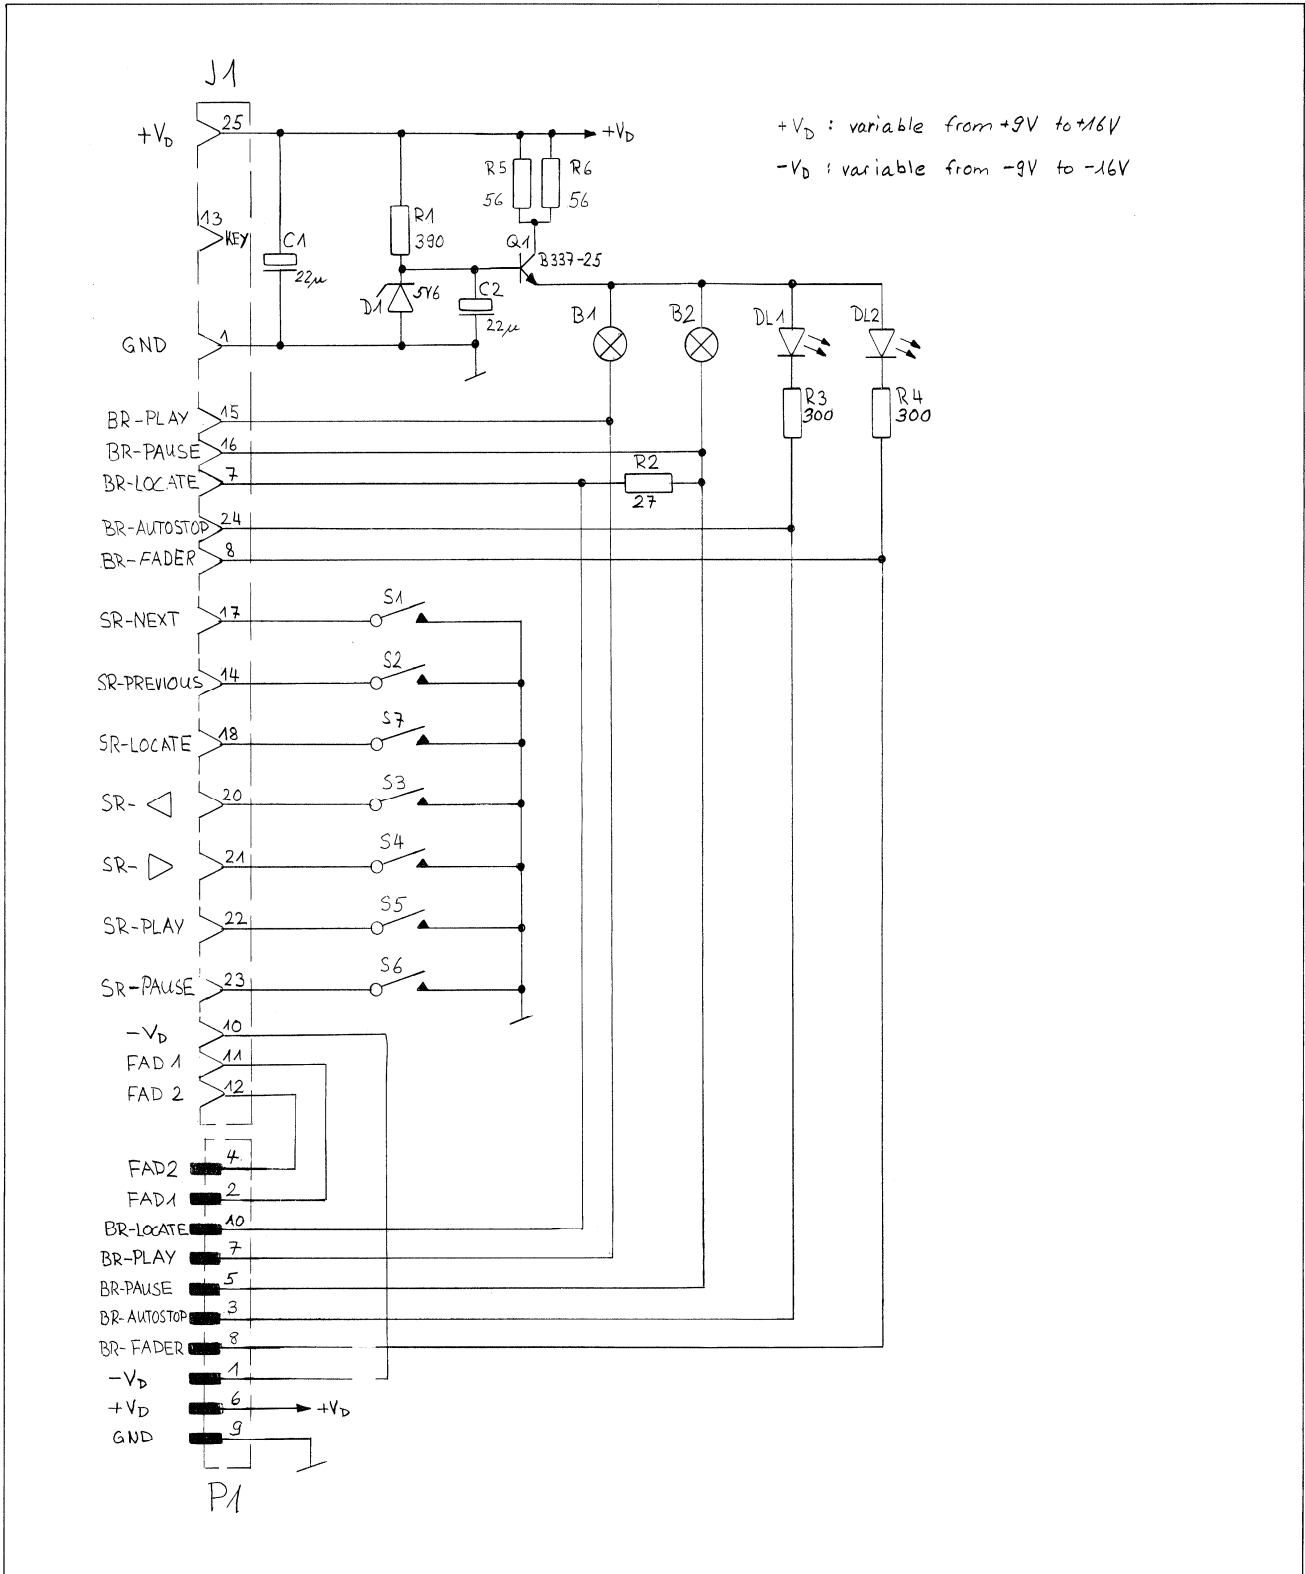 J1
+VD 25 +VD
+VD : variable from +9V to +16V
-VD : variable from -9V to -16V
R5 56
R6 56
13 KEY
C1 22µ
R1 390
Q1 B337-25
D1 5V6
C2 22µ
B1
B2
DL1
DL2
GND 1
R3 300
R4 300
BR-PLAY 15
BR-PAUSE 16
BR-LOCATE 7
R2 27
BR-AUTOSTOP 24
BR-FADER 8
SR-NEXT 17 S1
SR-PREVIOUS 14 S2
SR-LOCATE 18 S7
SR- 20 S3
SR- 21 S4
SR-PLAY 22 S5
SR-PAUSE 23 S6
-VD 10
FAD 1 11
FAD 2 12
FAD2 4
FAD1 2
BR-LOCATE 10
BR-PLAY 7
BR-PAUSE 5
BR-AUTOSTOP 3
BR-FADER 8
-VD 1
+VD 6 +VD
GND 9
P1